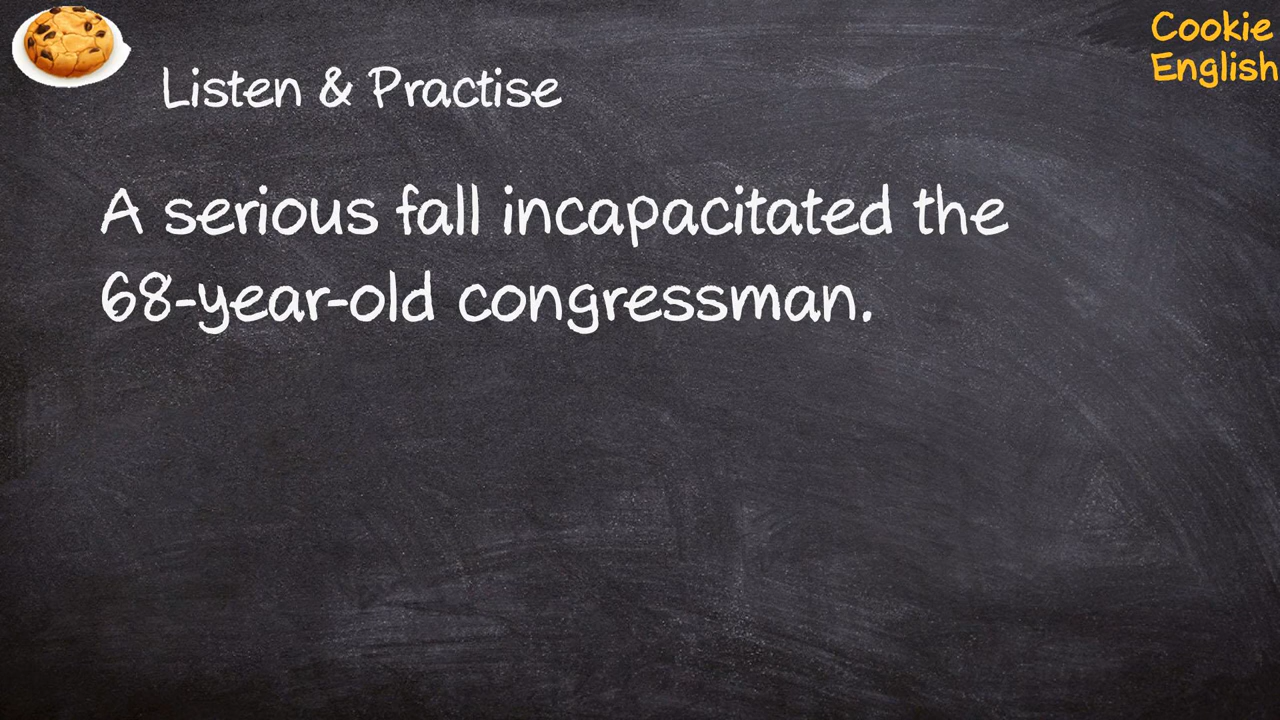 Cookie
English
Listen & Practise
A serious fall incapacitated the
68-year-old congressman.